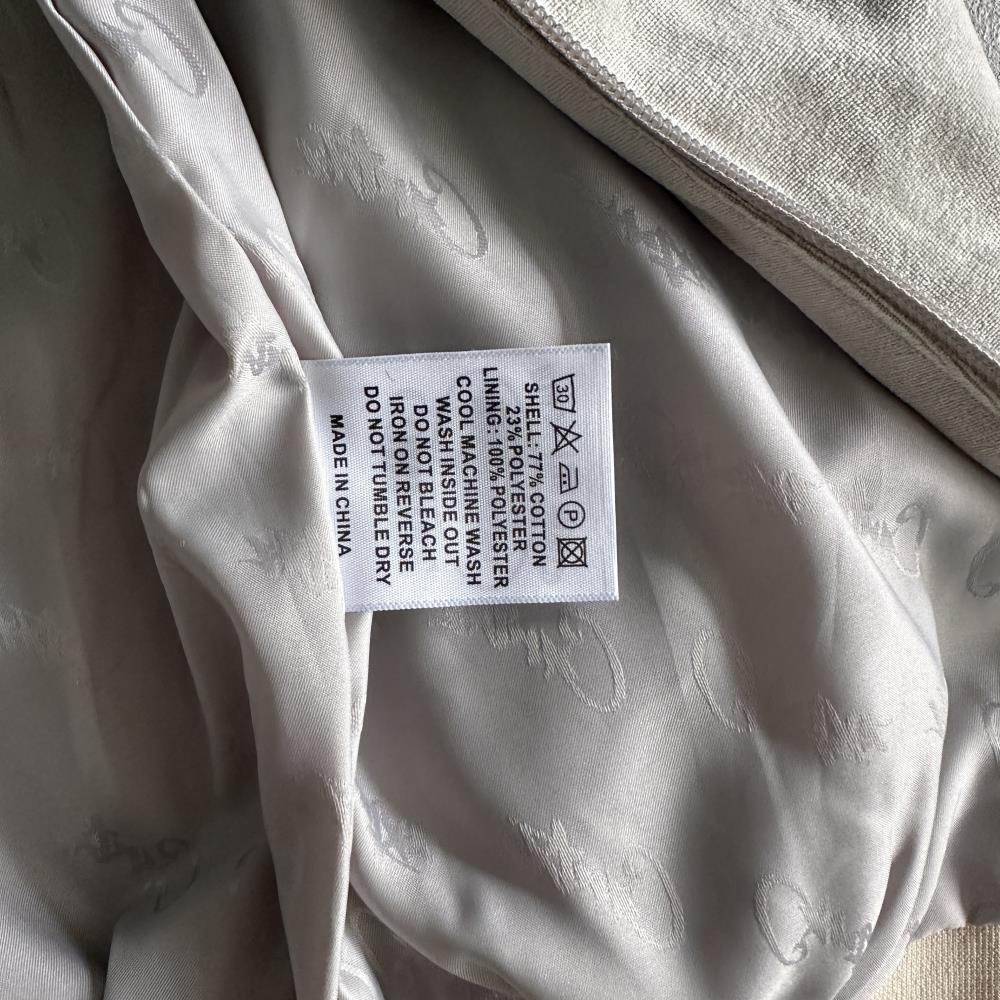 30 P
SHELL: 77% COTTON
23% POLYESTER
LINING: 100% POLYESTER
COOL MACHINE WASH
WASH INSIDE OUT
DO NOT BLEACH
IRON ON REVERSE
DO NOT TUMBLE DRY
MADE IN CHINA